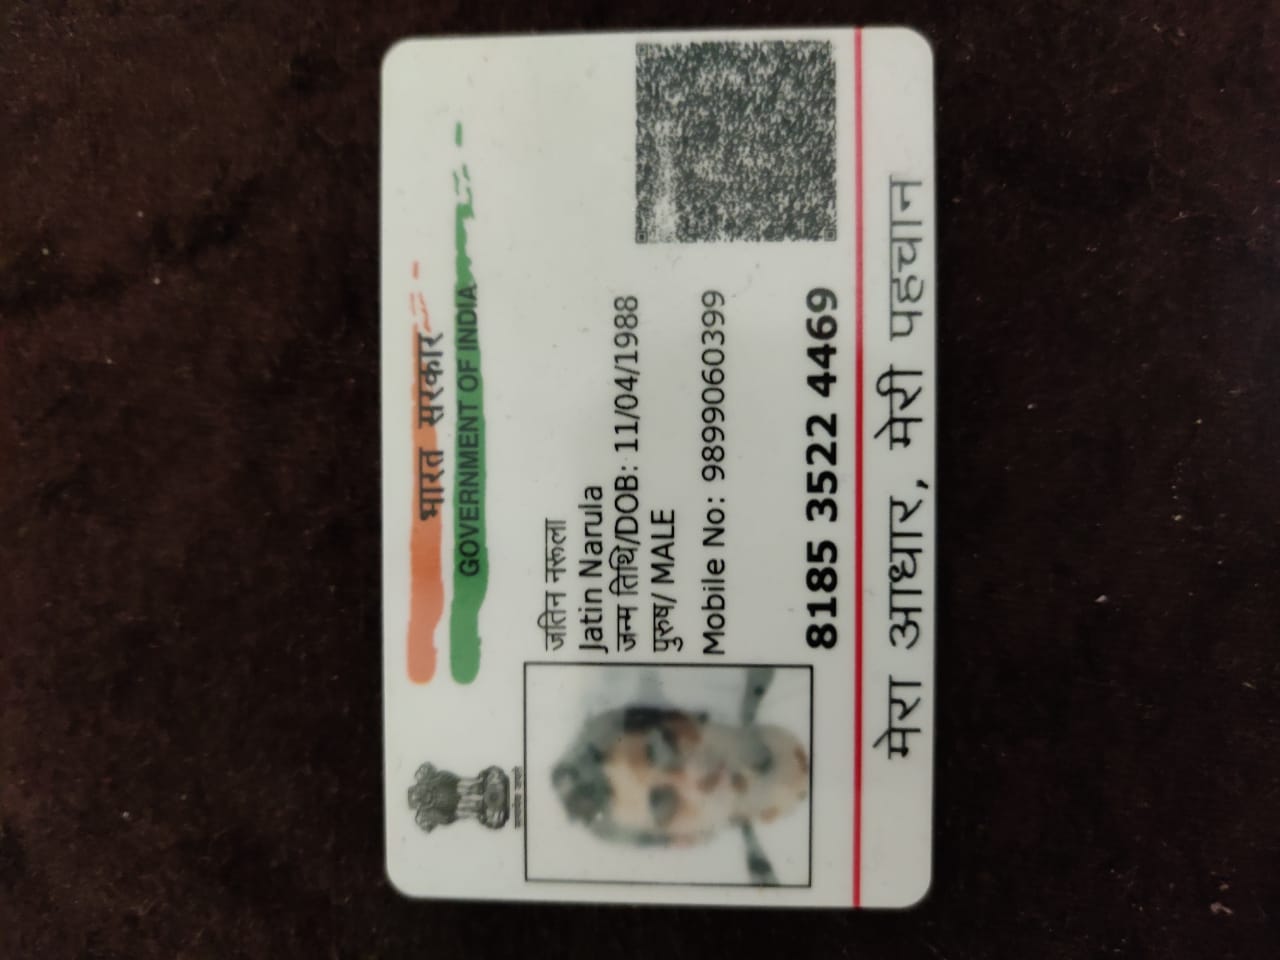 भारत सरकार
GOVERNMENT OF INDIA
जतिन नरूला
Jatin Narula
जन्म तिथि/DOB: 11/04/1988
पुरुष/ MALE
Mobile No: 9899060399
8185 3522 4469
मेरा आधार, मेरी पहचान